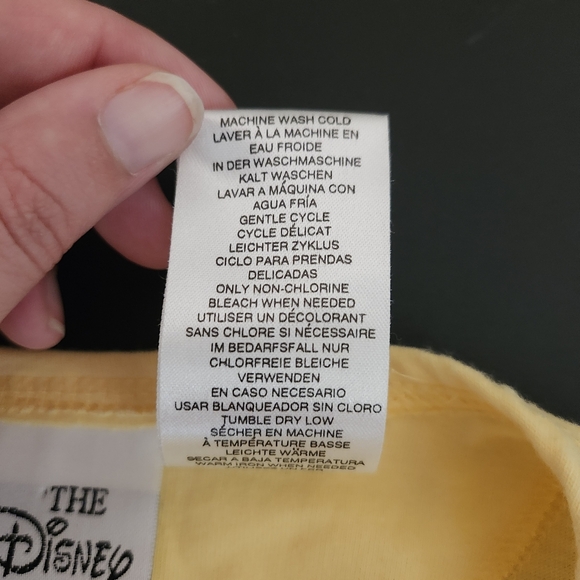 MACHINE WASH COLD
LAVER À LA MACHINE EN
EAU FROIDE
IN DER WASCHMASCHINE
KALT WASCHEN
LAVAR A MÁQUINA CON
AGUA FRÍA
GENTLE CYCLE
CYCLE DÉLICAT
LEICHTER ZYKLUS
CICLO PARA PRENDAS
DELICADAS
ONLY NON-CHLORINE
BLEACH WHEN NEEDED
UTILISER UN DÉCOLORANT
SANS CHLORE SI NÉCESSAIRE
IM BEDARFSFALL NUR
CHLORFREIE BLEICHE
VERWENDEN
EN CASO NECESARIO
USAR BLANQUEADOR SIN CLORO
TUMBLE DRY LOW
SÉCHER EN MACHINE
À TEMPÉRATURE BASSE
LEICHTE WÄRME
SECAR A BAJA TEMPERATURA
WARM IRON WHEN NEEDED
THE
DISNEY